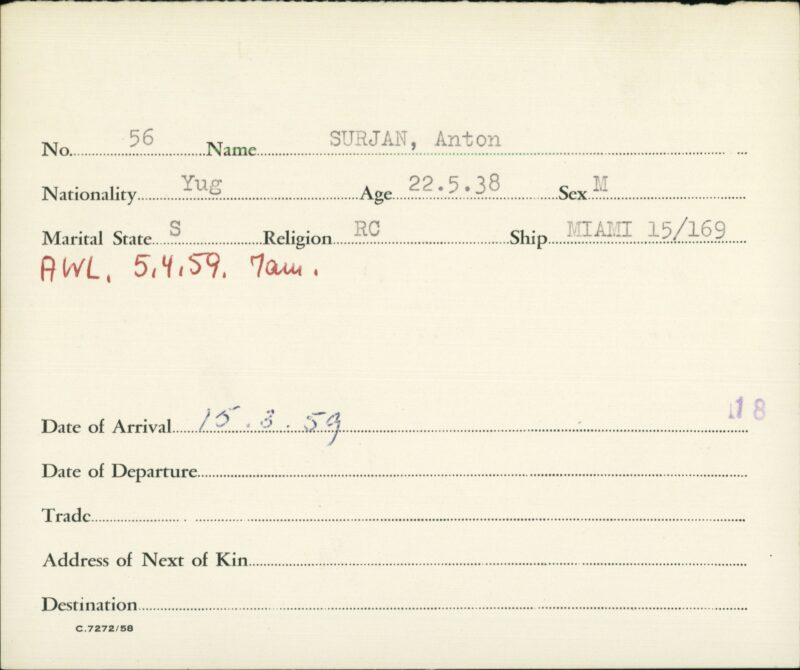 No. 56 Name SURJAN, Anton
Nationality Yug Age 22.5.38 Sex M
Marital State S Religion RC Ship MIAMI 15/169
AWL. 5.4.59. 7am.
118
Date of Arrival 15.3.59
Date of Departure
Trade
Address of Next of Kin
Destination
C.7272/58